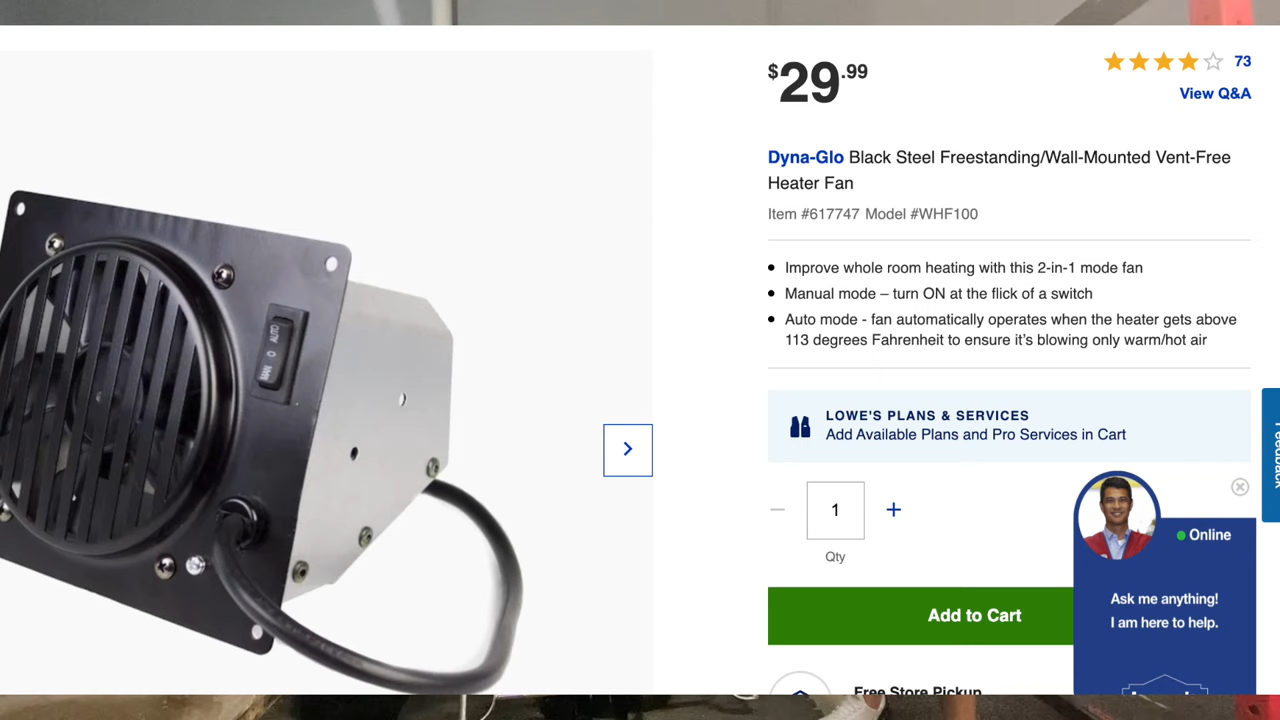 $29.99
73
View Q&A
Dyna-Glo Black Steel Freestanding/Wall-Mounted Vent-Free
Heater Fan
Item #617747 Model #WHF100
Improve whole room heating with this 2-in-1 mode fan
Manual mode – turn ON at the flick of a switch
Auto mode - fan automatically operates when the heater gets above
113 degrees Fahrenheit to ensure it's blowing only warm/hot air
MAN O AUTO
LOWE'S PLANS & SERVICES
Add Available Plans and Pro Services in Cart
Feedback
1
Qty
Online
Ask me anything!
I am here to help.
Add to Cart
Free Store Pickup